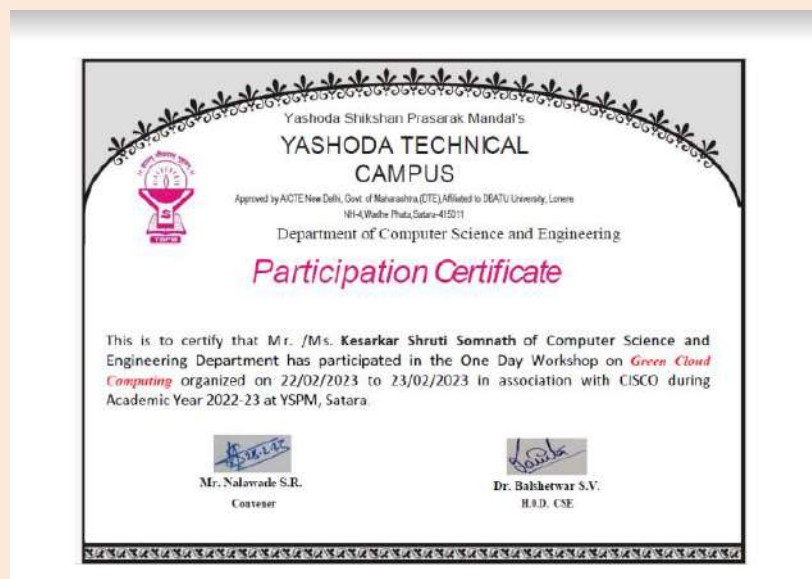 Yashoda Shikshan Prasarak Mandal's
YASHODA TECHNICAL
CAMPUS
Approved by AICTE New Delhi, Govt of Maharashtra (DTE), Affiliated to DBATU University, Lonere
NH-4, Wadhe Phata, Satara-415011
Department of Computer Science and Engineering
Participation Certificate
YSPM
This is to certify that Mr. /Ms. Kesarkar Shruti Somnath of Computer Science and
Engineering Department has participated in the One Day Workshop on Green Cloud
Computing organized on 22/02/2023 to 23/02/2023 in association with CISCO during
Academic Year 2022-23 at YSPM, Satara.
Mr. Nalawade S.R.
Convener
Dr. Balshetwar S.V.
H.O.D. CSE